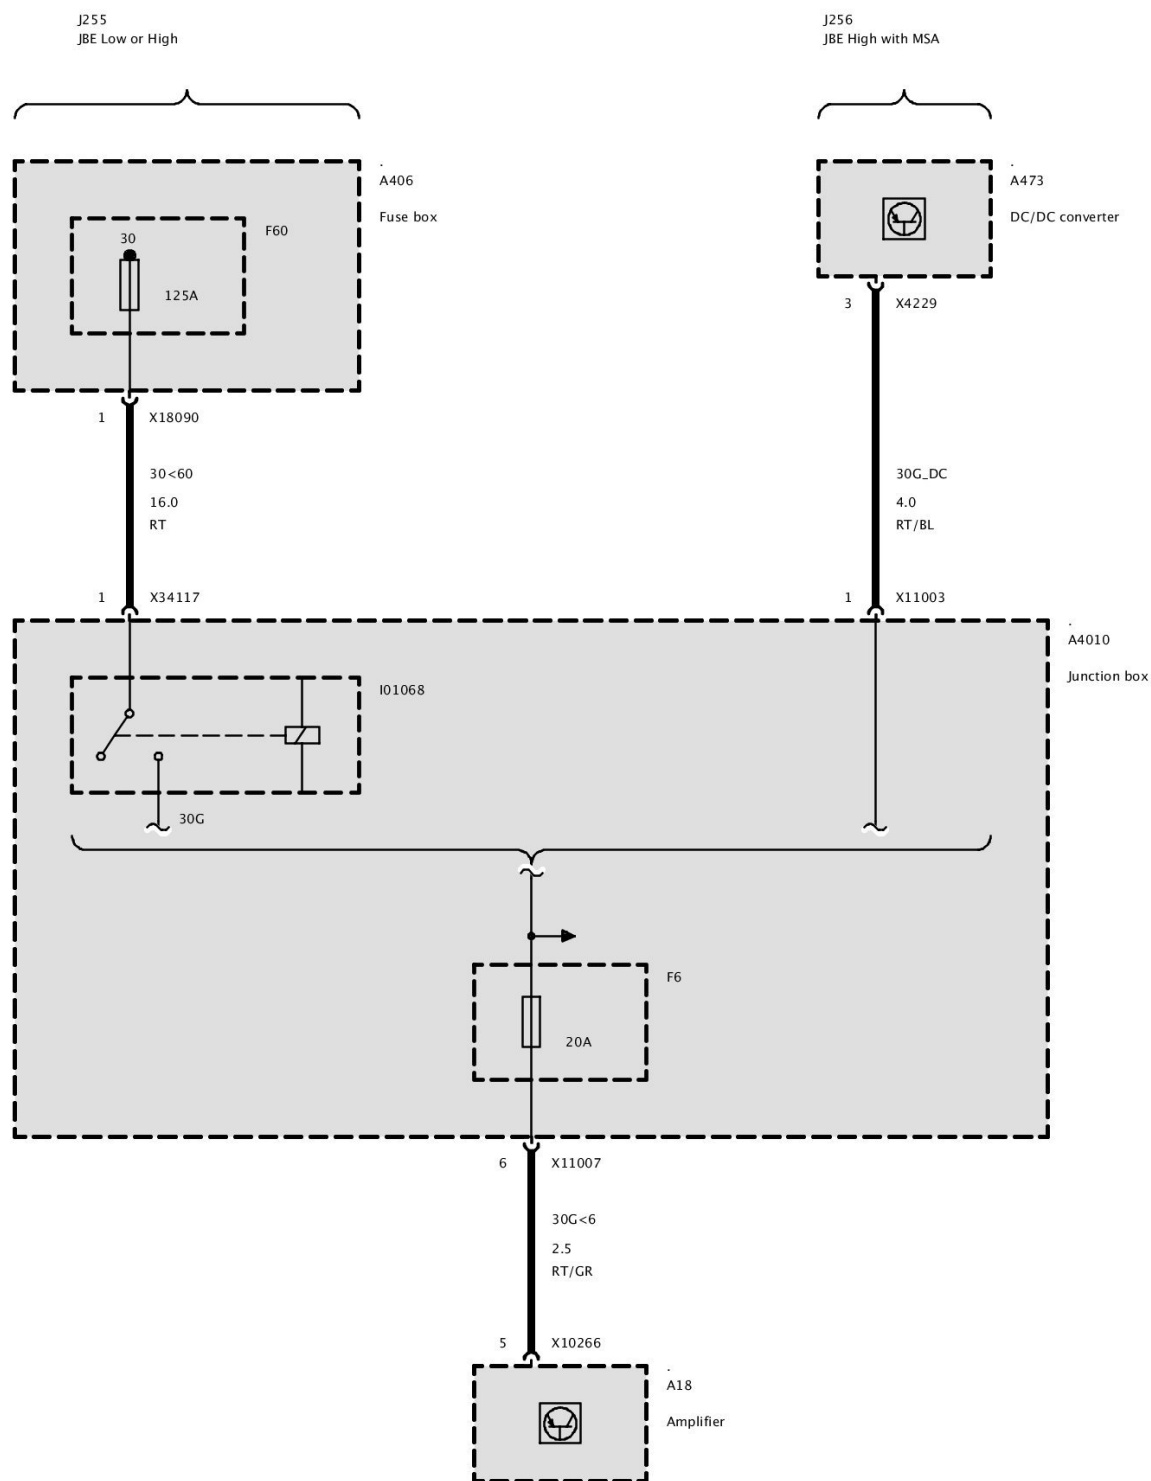 J255
JBE Low or High
J256
JBE High with MSA
.
A406
Fuse box
F60
30
125A
.
A473
DC/DC converter
3 X4229
1 X18090
30<60
16.0
RT
30G_DC
4.0
RT/BL
1 X34117
1 X11003
.
A4010
Junction box
I01068
30G
F6
20A
6 X11007
30G<6
2.5
RT/GR
5 X10266
.
A18
Amplifier